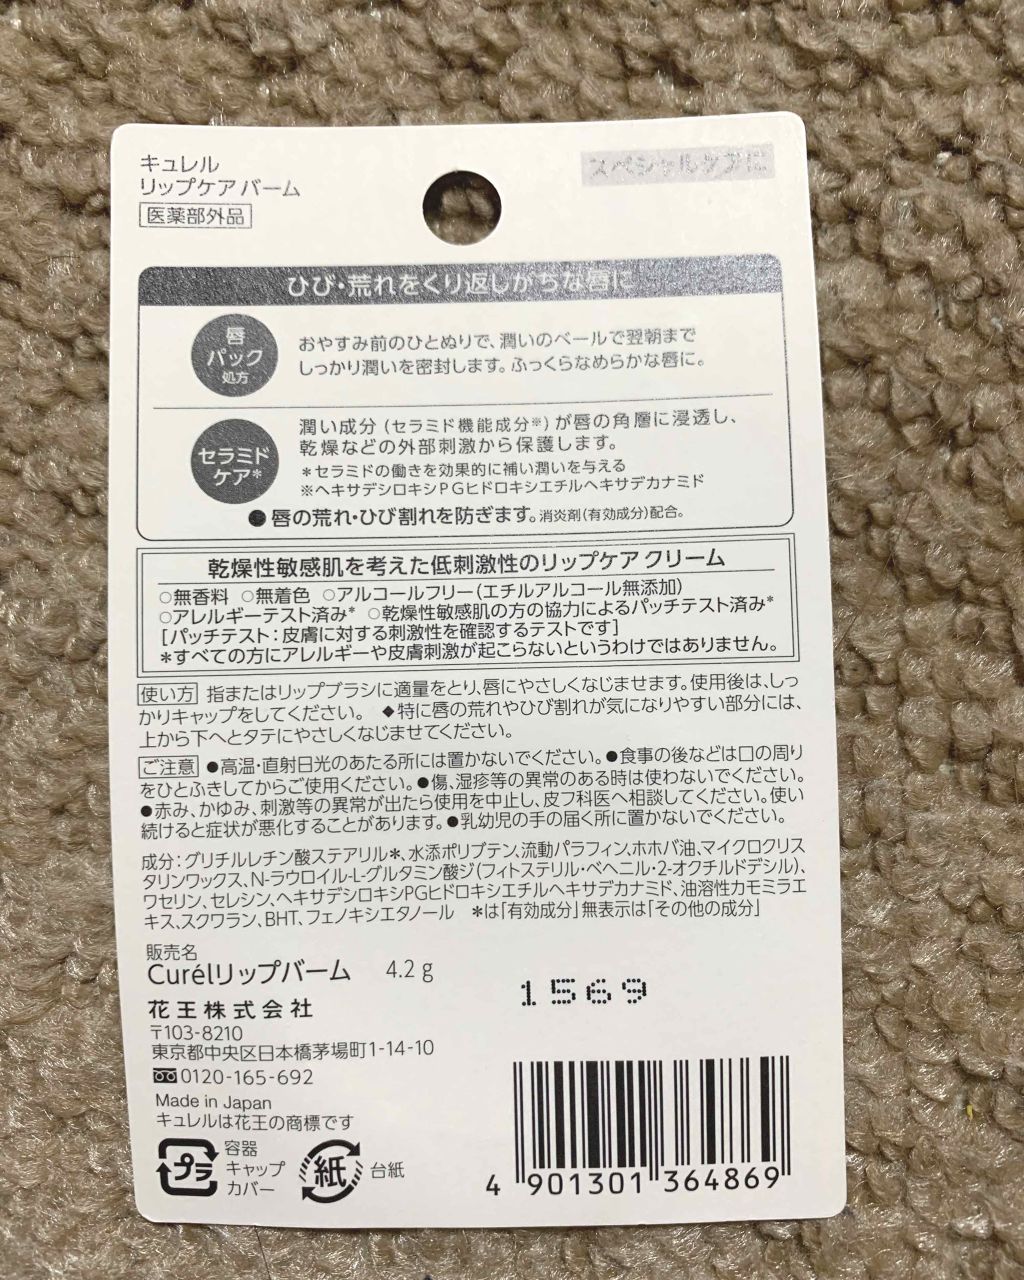 キュレル
リップケア バーム
医薬部外品
スペシャルケアに
ひび・荒れをくり返しがちな唇に
唇
パック
処方
おやすみ前のひとぬりで、潤いのベールで翌朝まで
しっかり潤いを密封します。ふっくらなめらかな唇に。
セラミド
ケア*
潤い成分(セラミド機能成分※)が唇の角層に浸透し、
乾燥などの外部刺激から保護します。
*セラミドの働きを効果的に補い潤いを与える
※ヘキサデシロキシPGヒドロキシエチルヘキサデカナミド
●唇の荒れ・ひび割れを防ぎます。消炎剤(有効成分)配合。
乾燥性敏感肌を考えた低刺激性のリップケア クリーム
○無香料 ○無着色 ○アルコールフリー(エチルアルコール無添加)
○アレルギーテスト済み* ○乾燥性敏感肌の方の協力によるパッチテスト済み*
[パッチテスト:皮膚に対する刺激性を確認するテストです]
*すべての方にアレルギーや皮膚刺激が起こらないというわけではありません。
使い方 指またはリップブラシに適量をとり、唇にやさしくなじませます。使用後は、しっ
かりキャップをしてください。 ◆特に唇の荒れやひび割れが気になりやすい部分には、
上から下へとタテにやさしくなじませてください。
ご注意 ●高温・直射日光のあたる所には置かないでください。●食事の後などは口の周り
をひとふきしてからご使用ください。●傷、湿疹等の異常のある時は使わないでください。
●赤み、かゆみ、刺激等の異常が出たら使用を中止し、皮フ科医へ相談してください。使い
続けると症状が悪化することがあります。●乳幼児の手の届く所に置かないでください。
成分:グリチルレチン酸ステアリル*、水添ポリブテン、流動パラフィン、ホホバ油、マイクロクリス
タリンワックス、N-ラウロイル-L-グルタミン酸ジ(フィトステリル・ベヘニル・2-オクチルドデシル)、
ワセリン、セレシン、ヘキサデシロキシPGヒドロキシエチルヘキサデカナミド、油溶性カモミラエ
キス、スクワラン、BHT、フェノキシエタノール *は「有効成分」無表示は「その他の成分」
販売名
Curélリップバーム 4.2 g
1569
花王株式会社
〒103-8210
東京都中央区日本橋茅場町1-14-10
0120-165-692
Made in Japan
キュレルは花王の商標です
プラ
容器
キャップ
カバー
紙
台紙
4 901301 364869